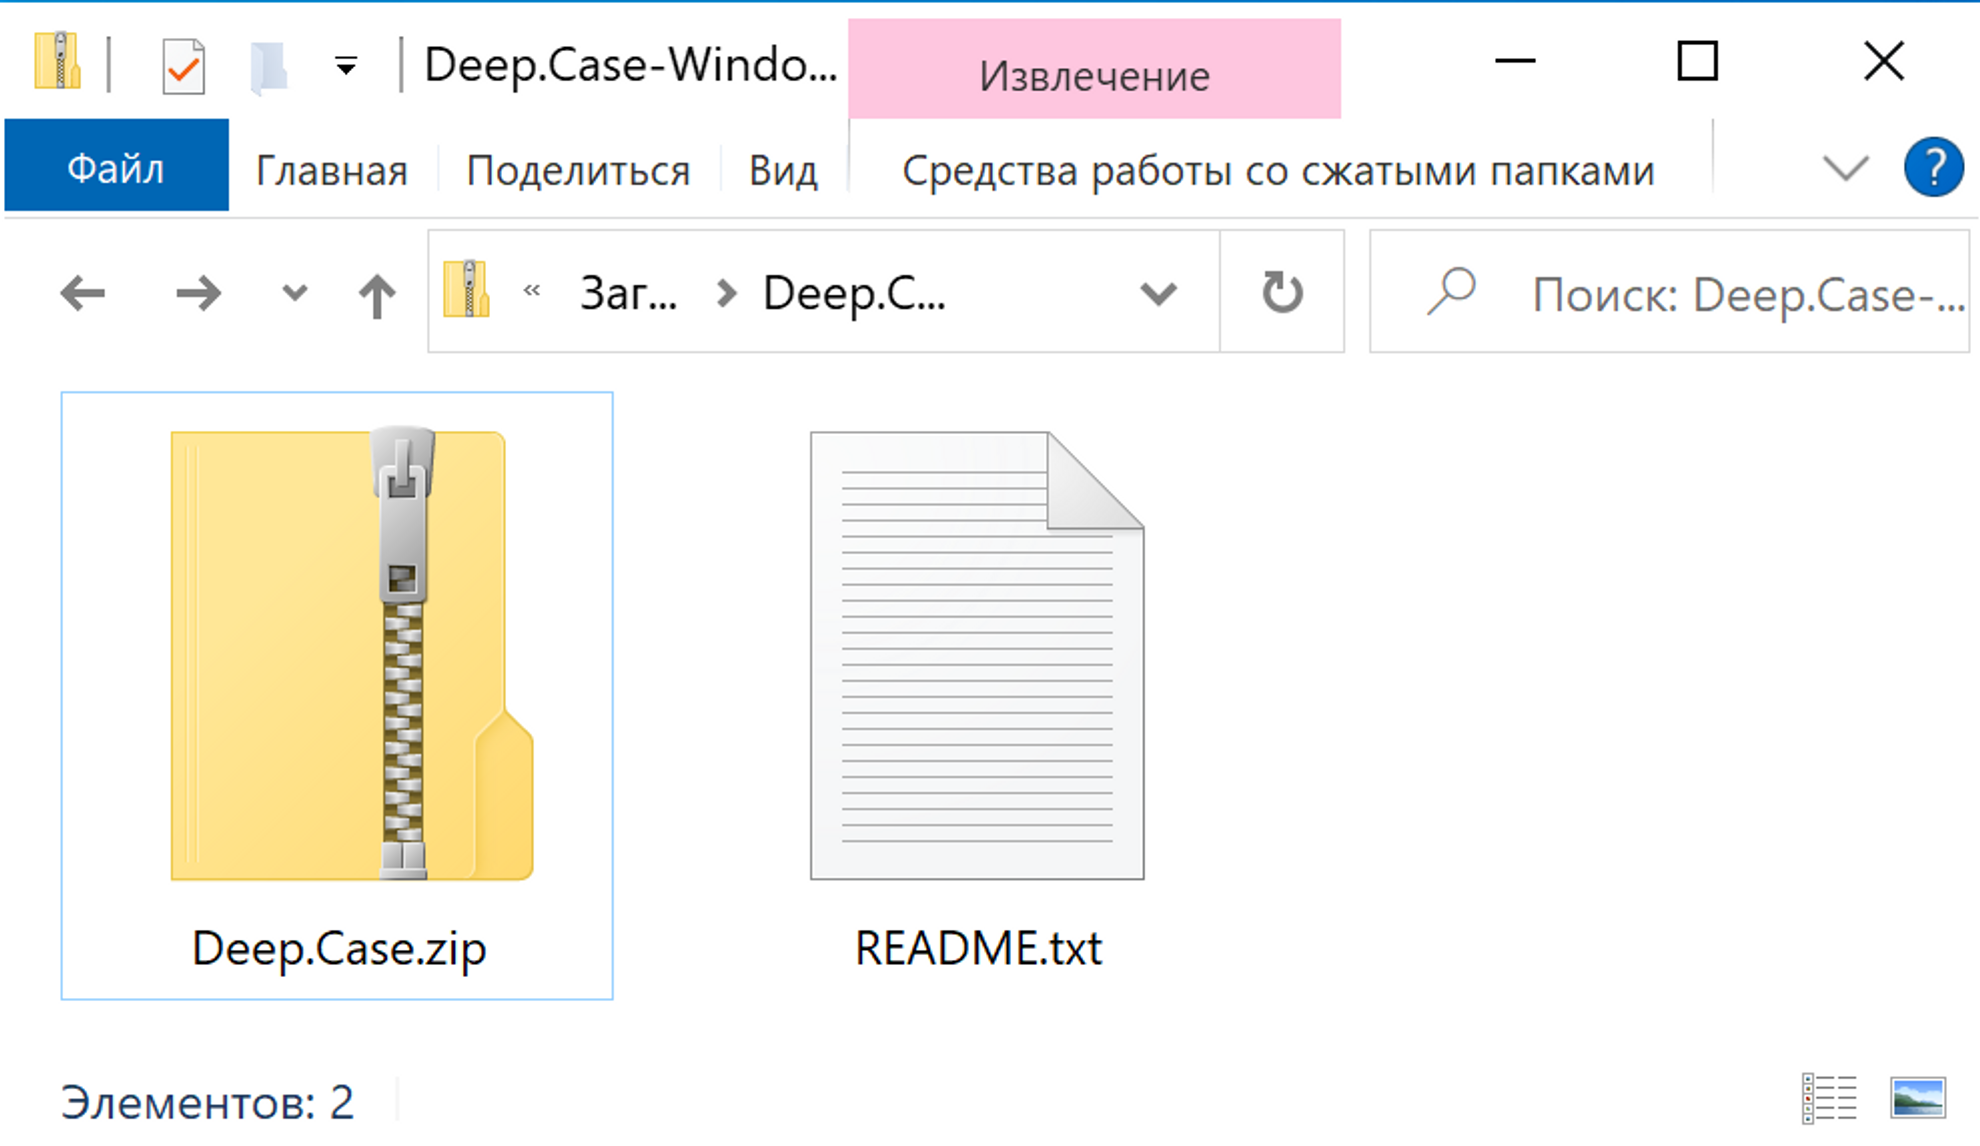 Deep.Case-Windo...
Извлечение
Файл
Главная
Поделиться
Вид
Средства работы со сжатыми папками
?
«
Заг...
Deep.C...
Поиск: Deep.Case-...
Deep.Case.zip
README.txt
Элементов: 2